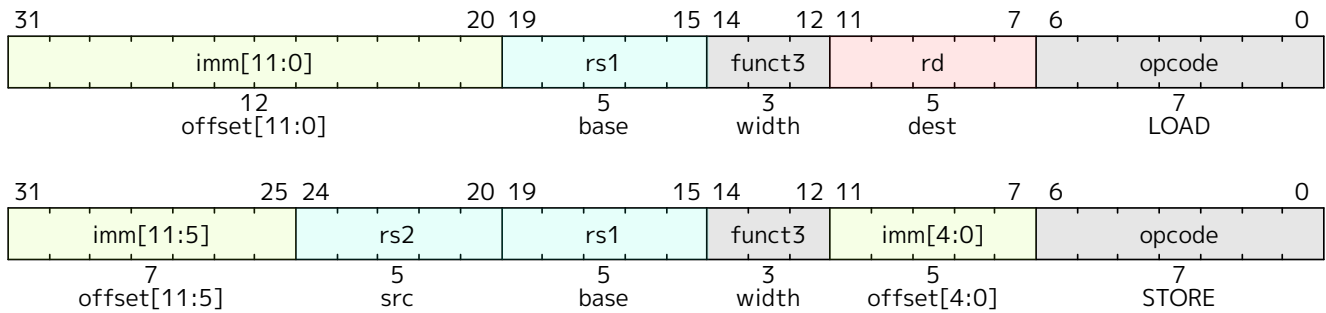 31 20 19 15 14 12 11 7 6 0
imm[11:0] rs1 funct3 rd opcode
12 5 3 5 7
offset[11:0] base width dest LOAD
31 25 24 20 19 15 14 12 11 7 6 0
imm[11:5] rs2 rs1 funct3 imm[4:0] opcode
7 5 5 3 5 7
offset[11:5] src base width offset[4:0] STORE